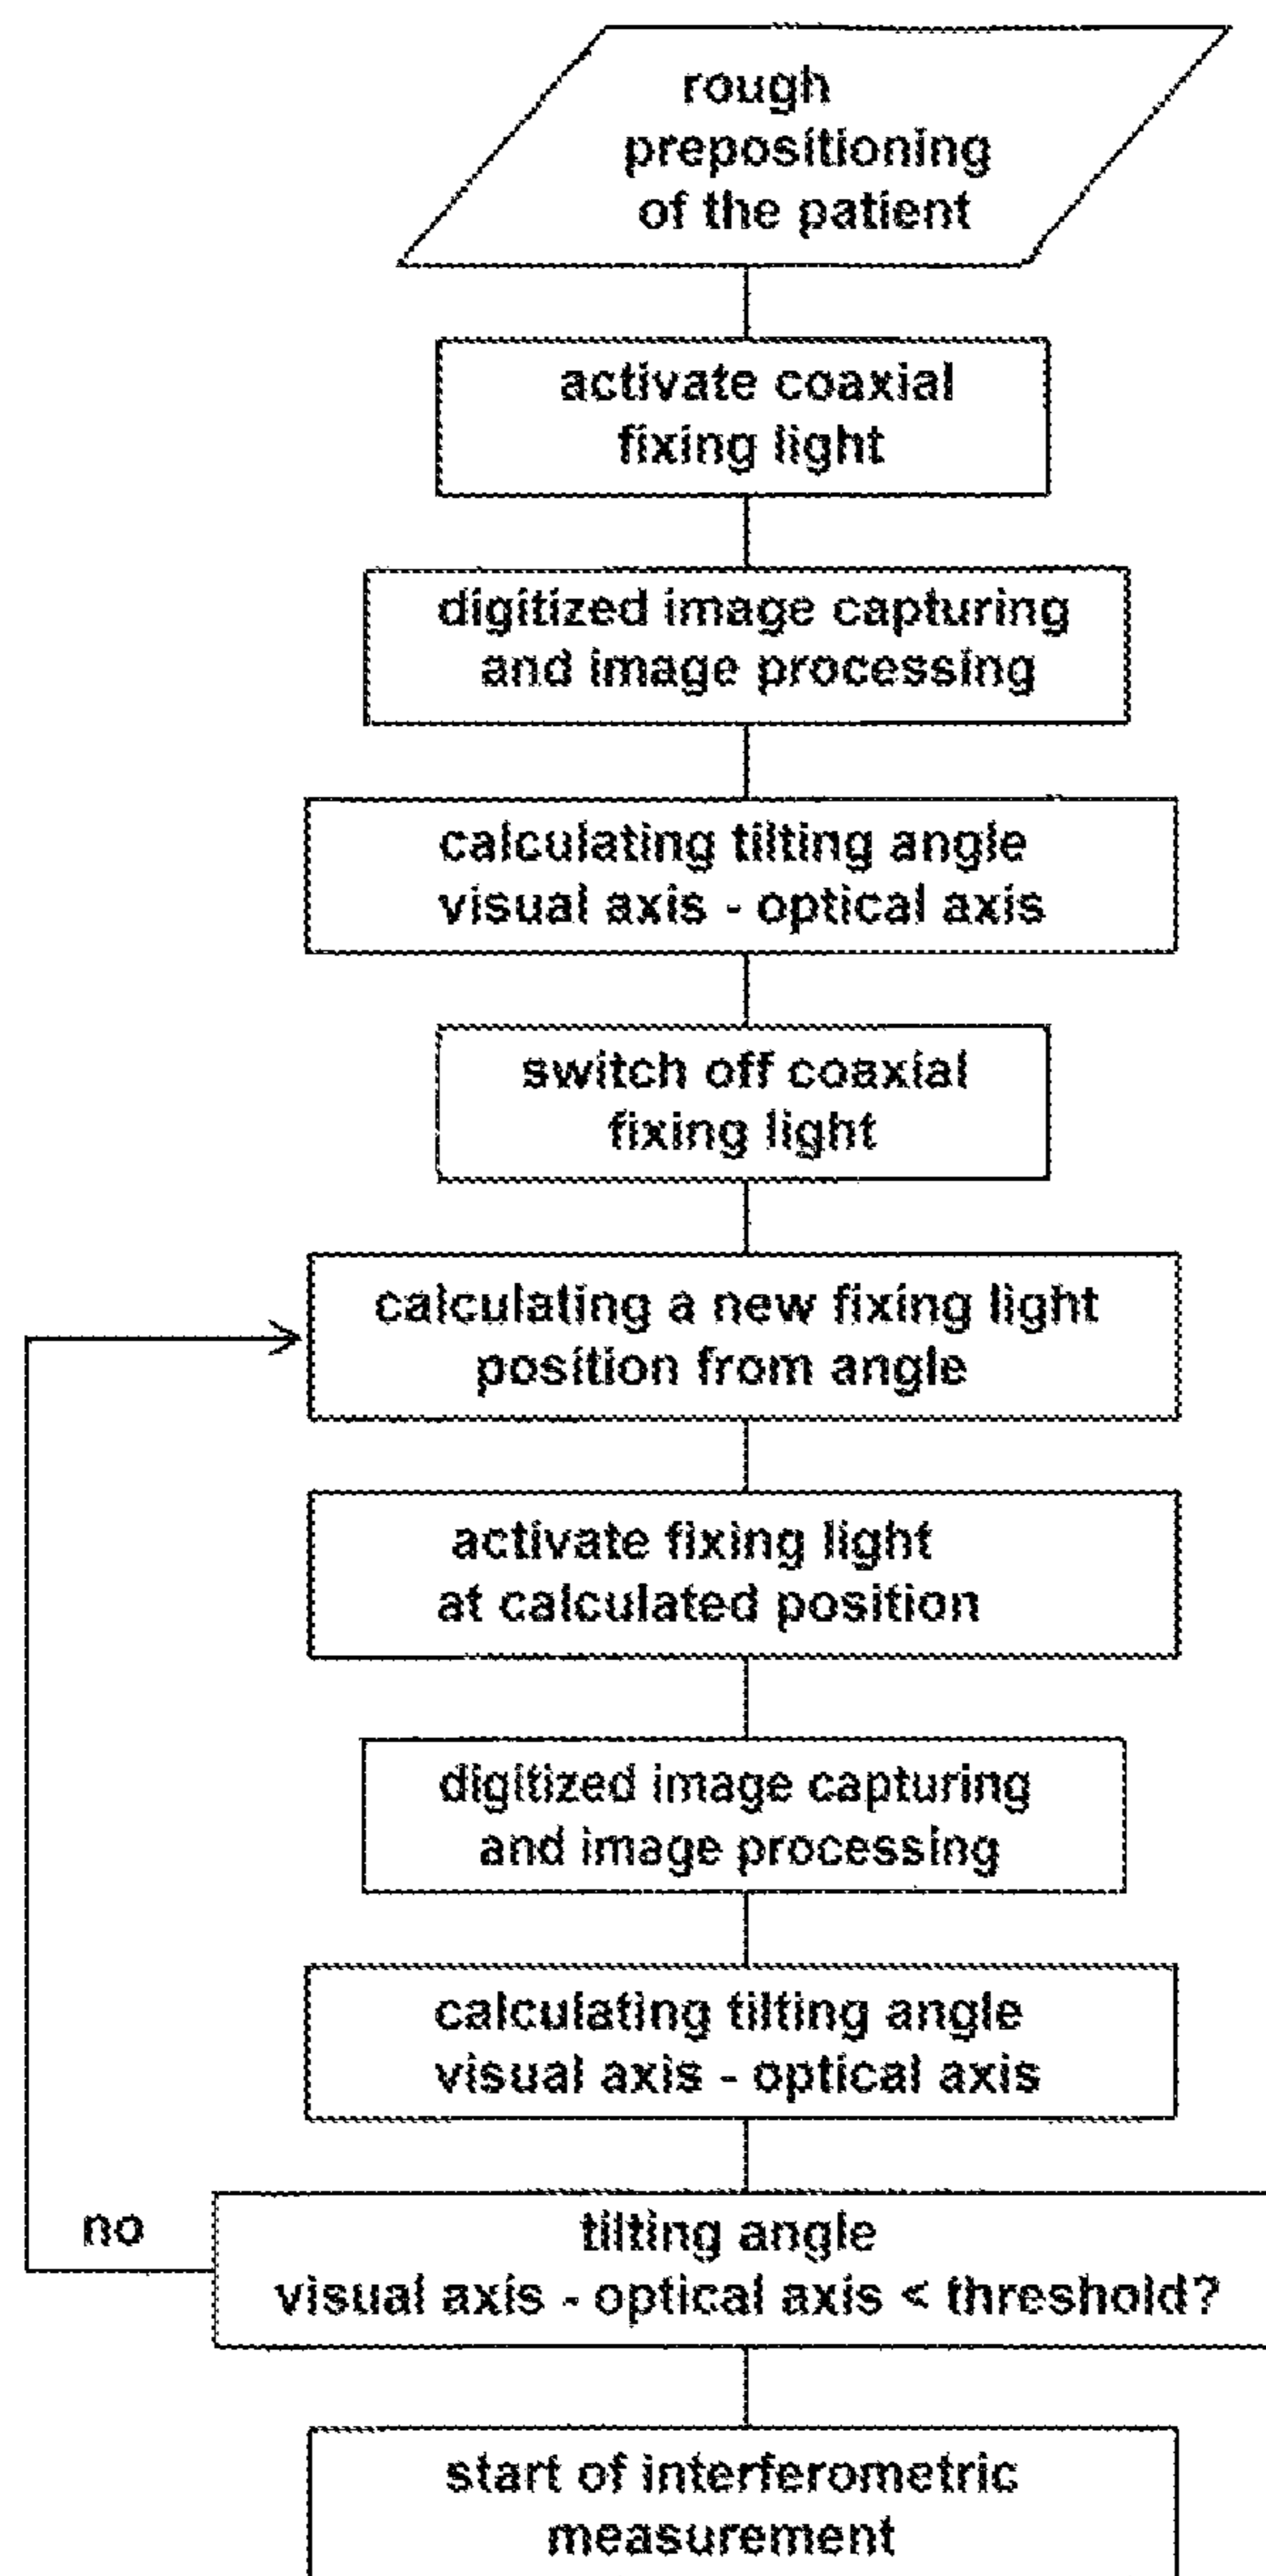 rough
prepositioning
of the patient
activate coaxial
fixing light
digitized image capturing
and image processing
calculating tilting angle
visual axis - optical axis
switch off coaxial
fixing light
calculating a new fixing light
position from angle
activate fixing light
at calculated position
digitized image capturing
and image processing
calculating tilting angle
visual axis - optical axis
no
tilting angle
visual axis - optical axis < threshold?
start of interferometric
measurement